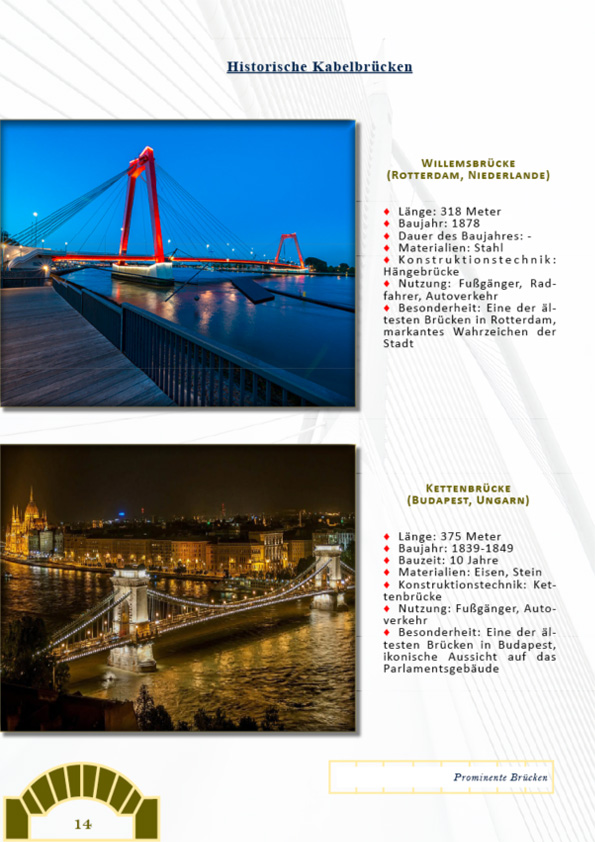 Historische Kabelbrücken
Willemsbrücke
(Rotterdam, Niederlande)
♦ Länge: 318 Meter
♦ Baujahr: 1878
♦ Dauer des Baujahres: -
♦ Materialien: Stahl
♦ Konstruktionstechnik:
Hängebrücke
♦ Nutzung: Fußgänger, Rad-
fahrer, Autoverkehr
♦ Besonderheit: Eine der äl-
testen Brücken in Rotterdam,
markantes Wahrzeichen der
Stadt
Kettenbrücke
(Budapest, Ungarn)
♦ Länge: 375 Meter
♦ Baujahr: 1839-1849
♦ Bauzeit: 10 Jahre
♦ Materialien: Eisen, Stein
♦ Konstruktionstechnik: Ket-
tenbrücke
♦ Nutzung: Fußgänger, Auto-
verkehr
♦ Besonderheit: Eine der äl-
testen Brücken in Budapest,
ikonische Aussicht auf das
Parlamentsgebäude
Prominente Brücken
14